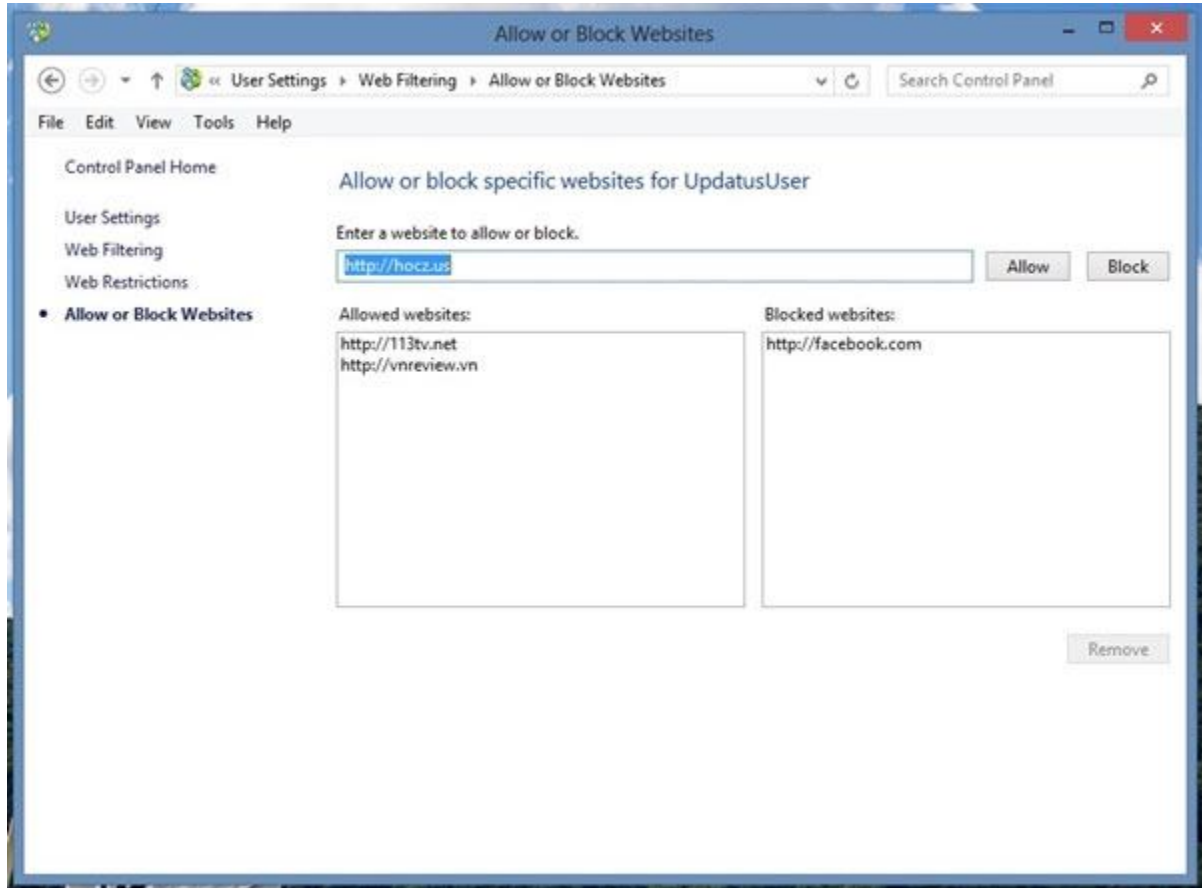 Allow or Block Websites
« User Settings ▸ Web Filtering ▸ Allow or Block Websites
Search Control Panel
File Edit View Tools Help
Control Panel Home
User Settings
Web Filtering
Web Restrictions
• Allow or Block Websites
Allow or block specific websites for UpdatusUser
Enter a website to allow or block.
http://hocz.us
Allow Block
Allowed websites:
http://113tv.net
http://vnreview.vn
Blocked websites:
http://facebook.com
Remove